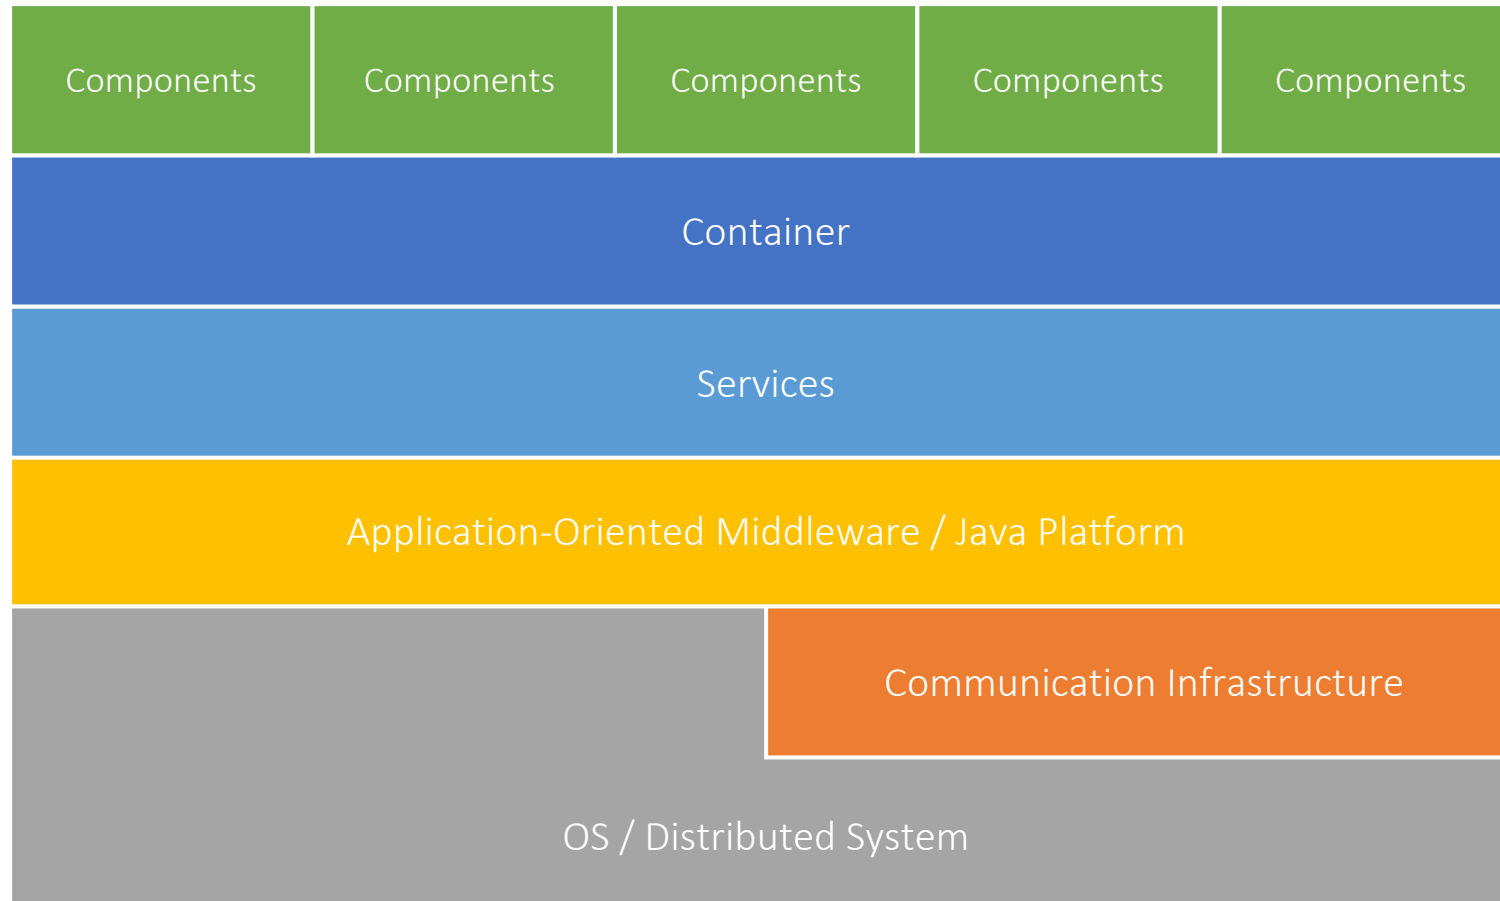 Components
Components
Components
Components
Components
Container
Services
Application-Oriented Middleware / Java Platform
Communication Infrastructure
OS / Distributed System